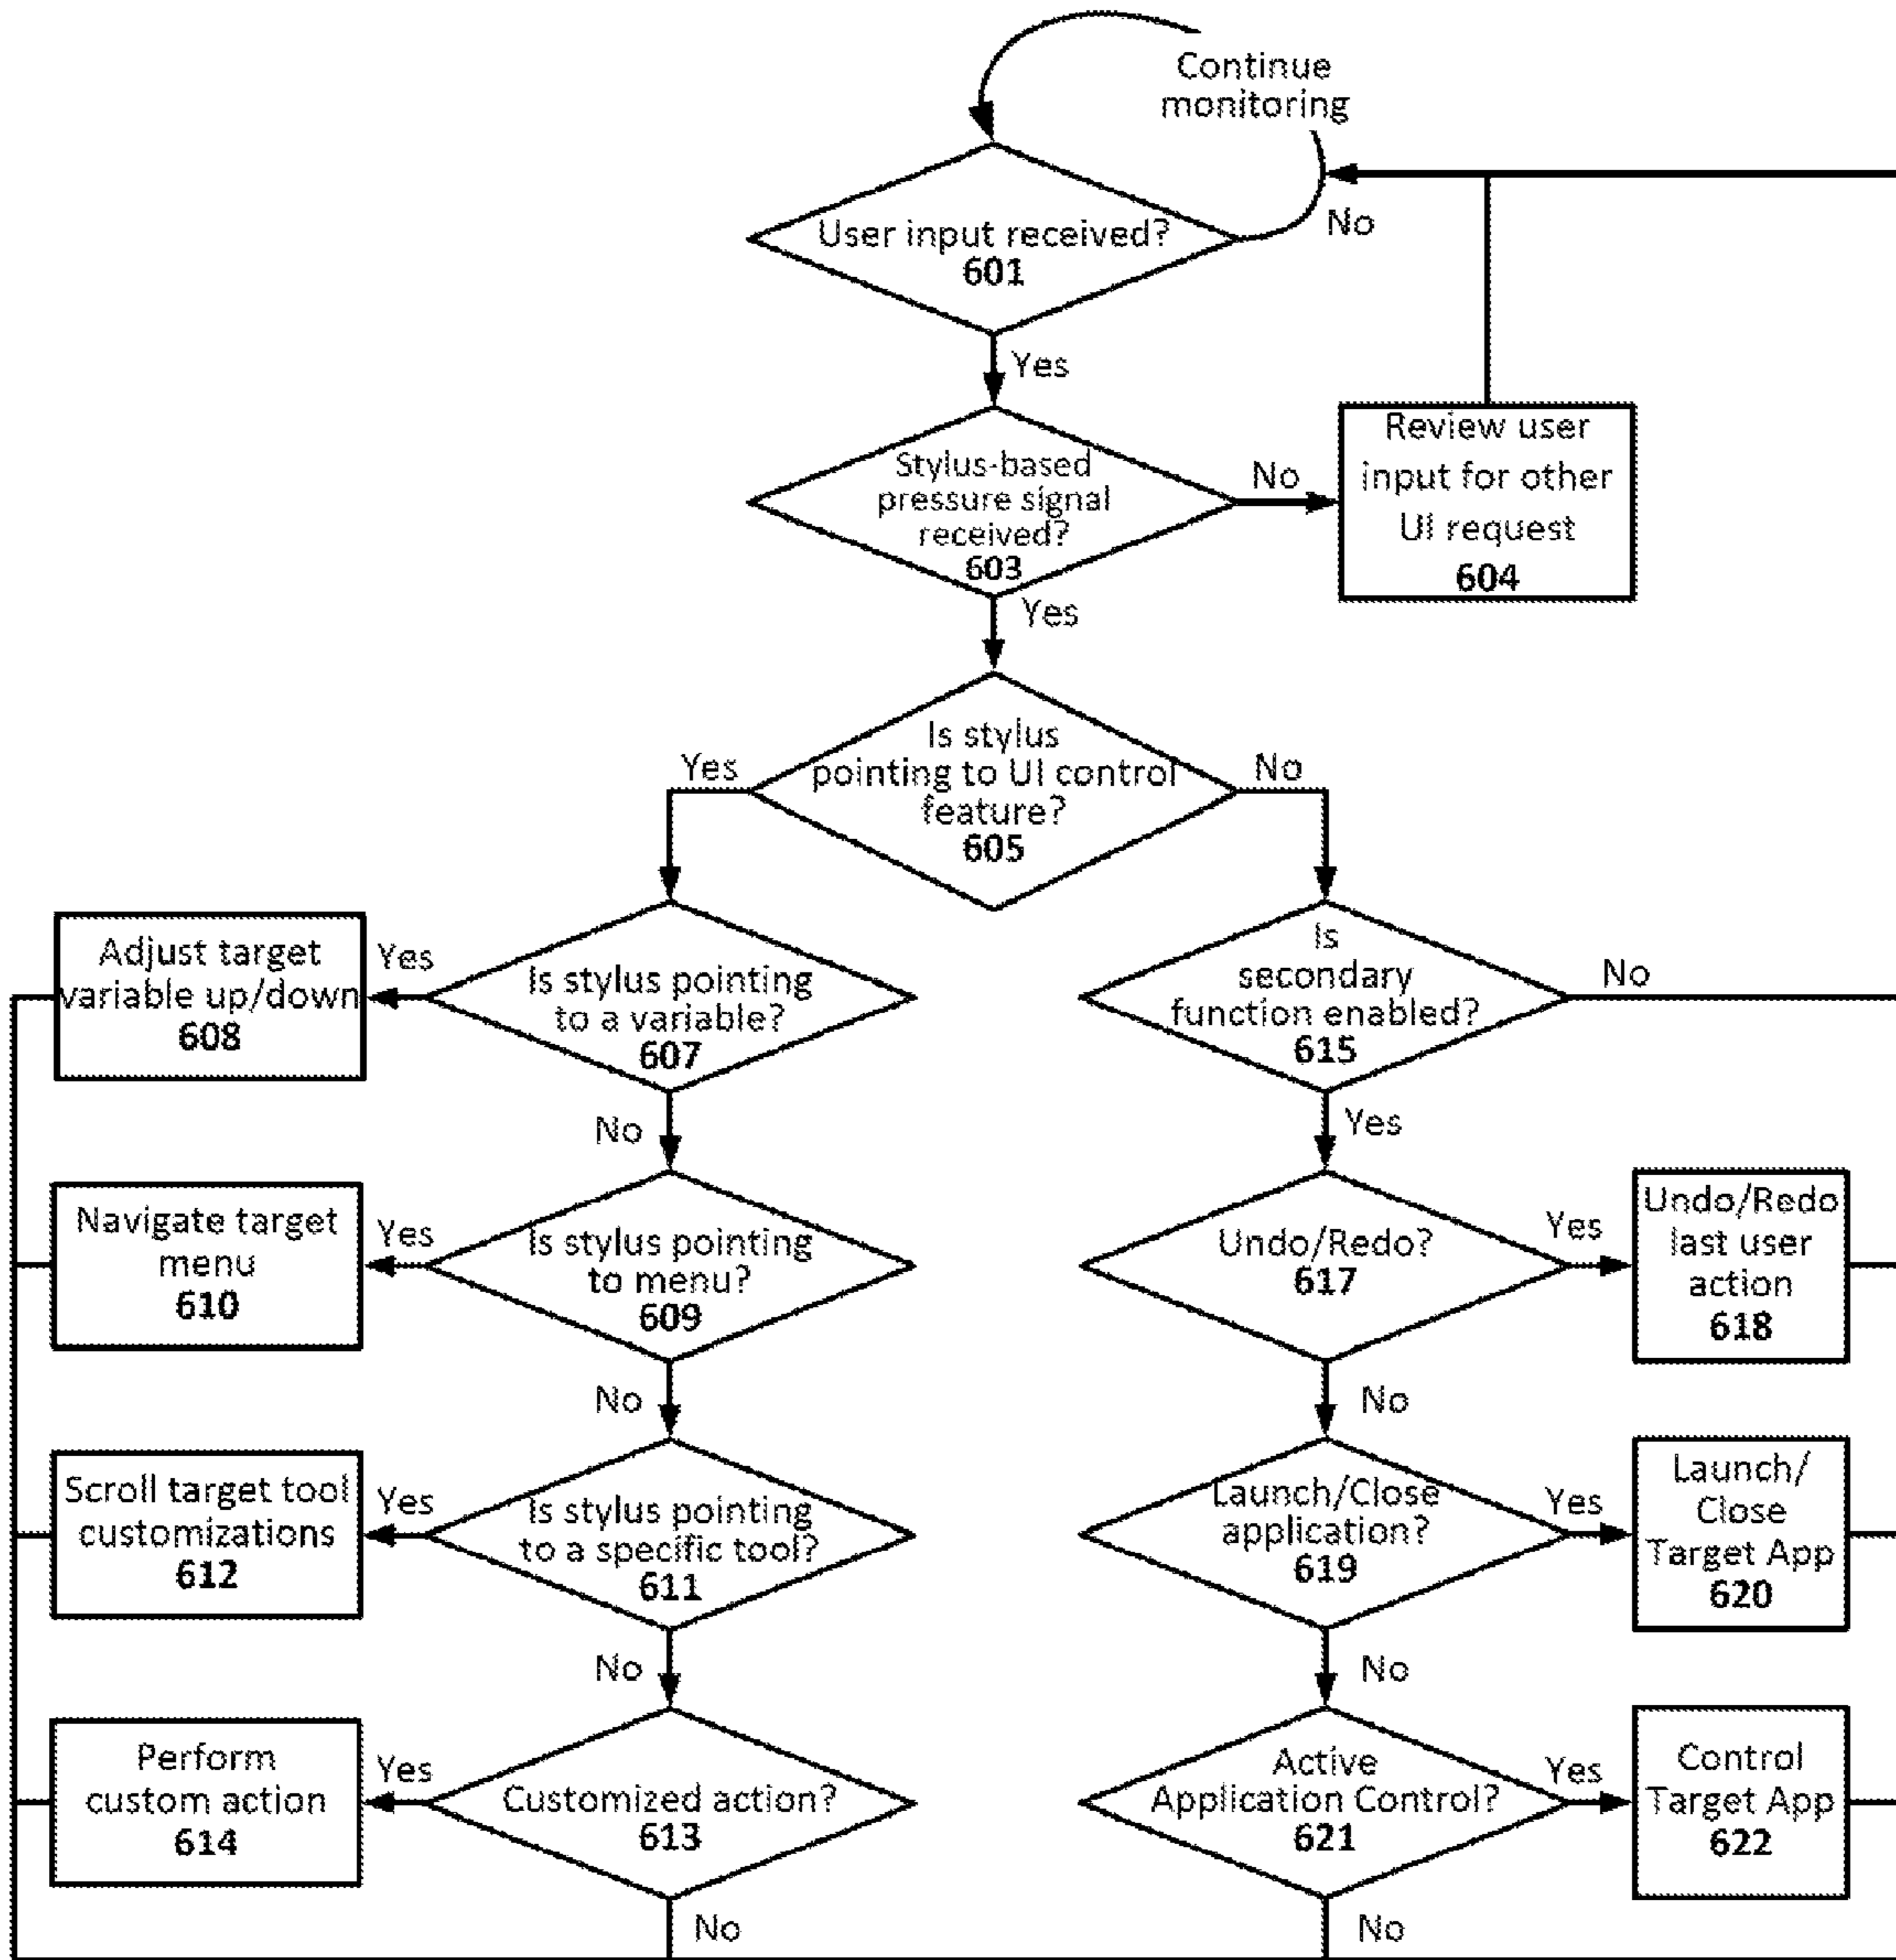 Continue
monitoring
User input received?
601
No
Yes
Stylus-based
pressure signal
received?
603
No
Review user
input for other
UI request
604
Yes
Is stylus
pointing to UI control
feature?
605
Yes
No
Adjust target
variable up/down
608
Yes
Is stylus pointing
to a variable?
607
Is
secondary
function enabled?
615
No
No
Yes
Navigate target
menu
610
Yes
Is stylus pointing
to menu?
609
Undo/Redo?
617
Yes
Undo/Redo
last user
action
618
No
No
Scroll target tool
customizations
612
Yes
Is stylus pointing
to a specific tool?
611
Launch/Close
application?
619
Yes
Launch/
Close
Target App
620
No
No
Perform
custom action
614
Yes
Customized action?
613
Active
Application Control?
621
Yes
Control
Target App
622
No
No